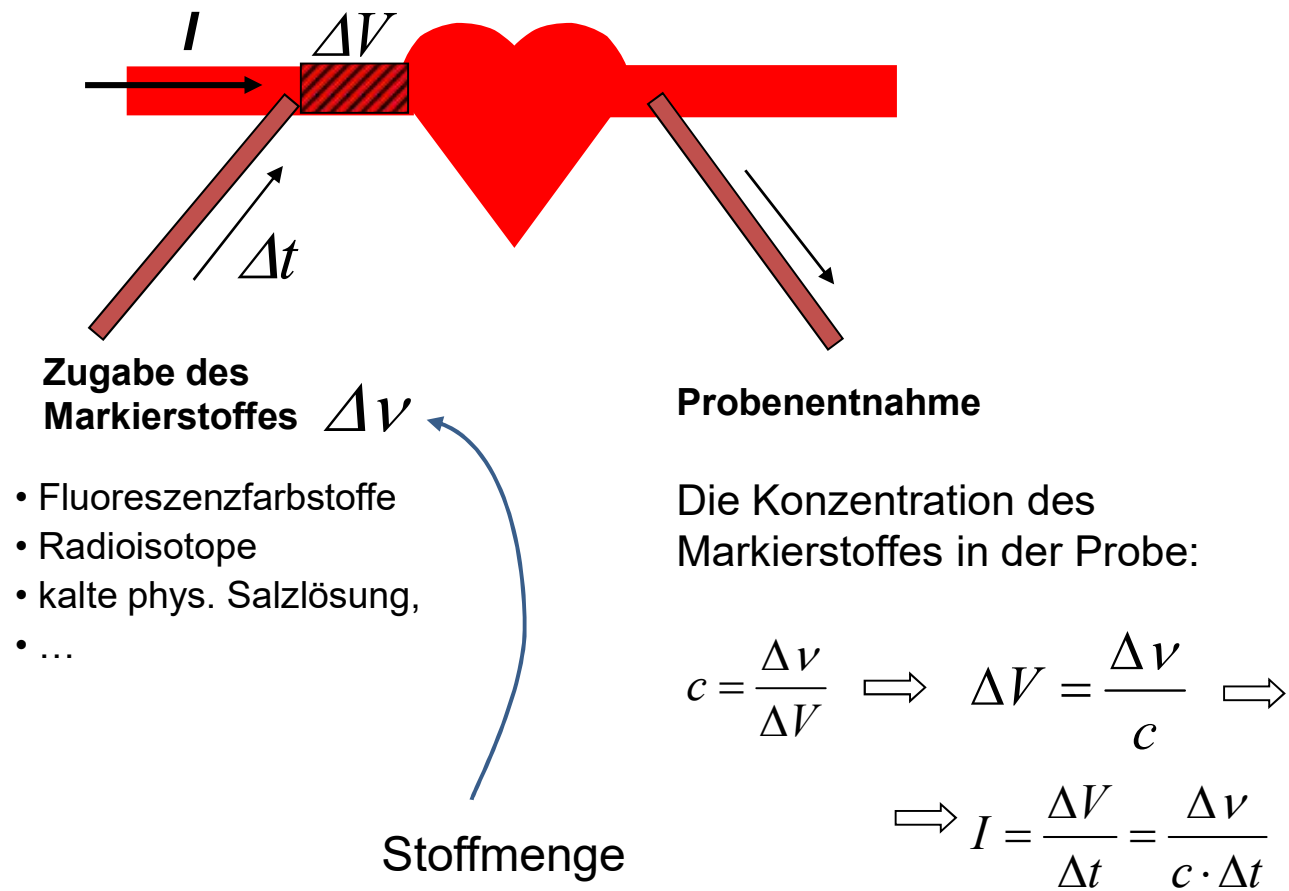 I
ΔV
Δt
Zugabe des
Markierstoffes Δν
• Fluoreszenzfarbstoffe
• Radioisotope
• kalte phys. Salzlösung,
• …
Stoffmenge
Probenentnahme
Die Konzentration des
Markierstoffes in der Probe:
c = Δν / ΔV ⇨ ΔV = Δν / c ⇨
⇨ I = ΔV / Δt = Δν / (c · Δt)